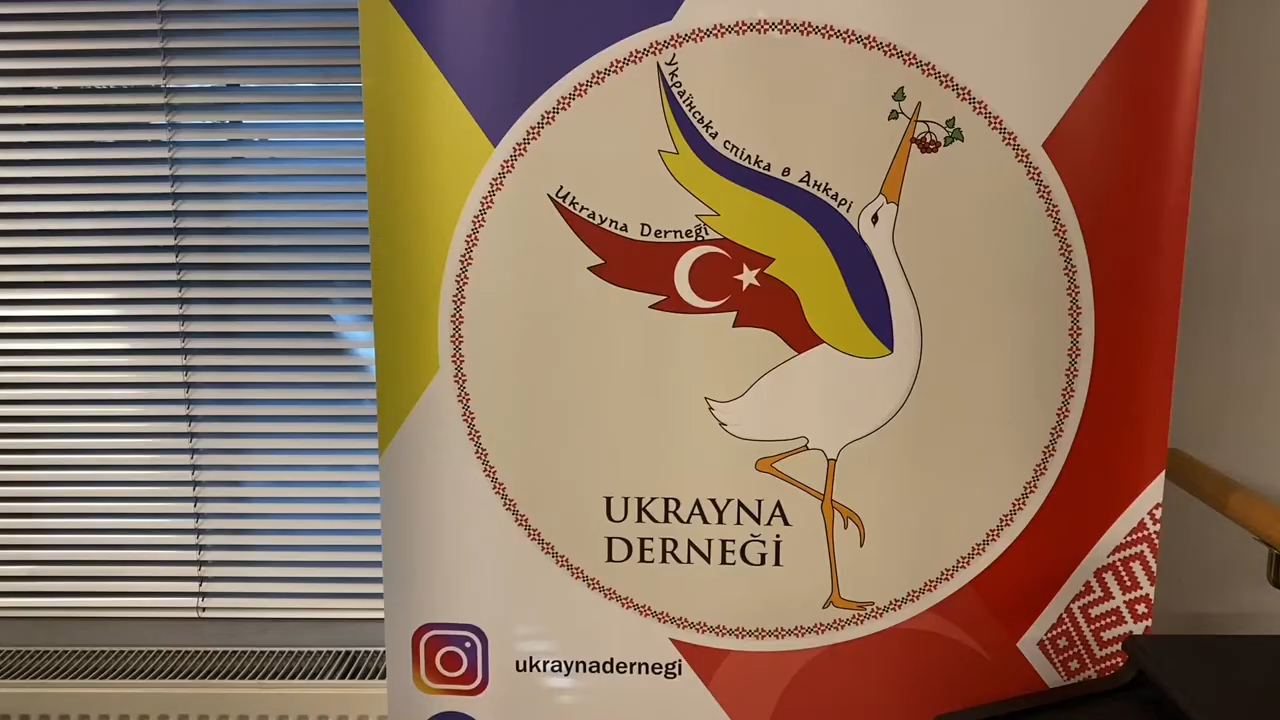 Українська спілка в Анкарі
Ukrayna Derneği
UKRAYNA
DERNEĞİ
ukraynadernegi